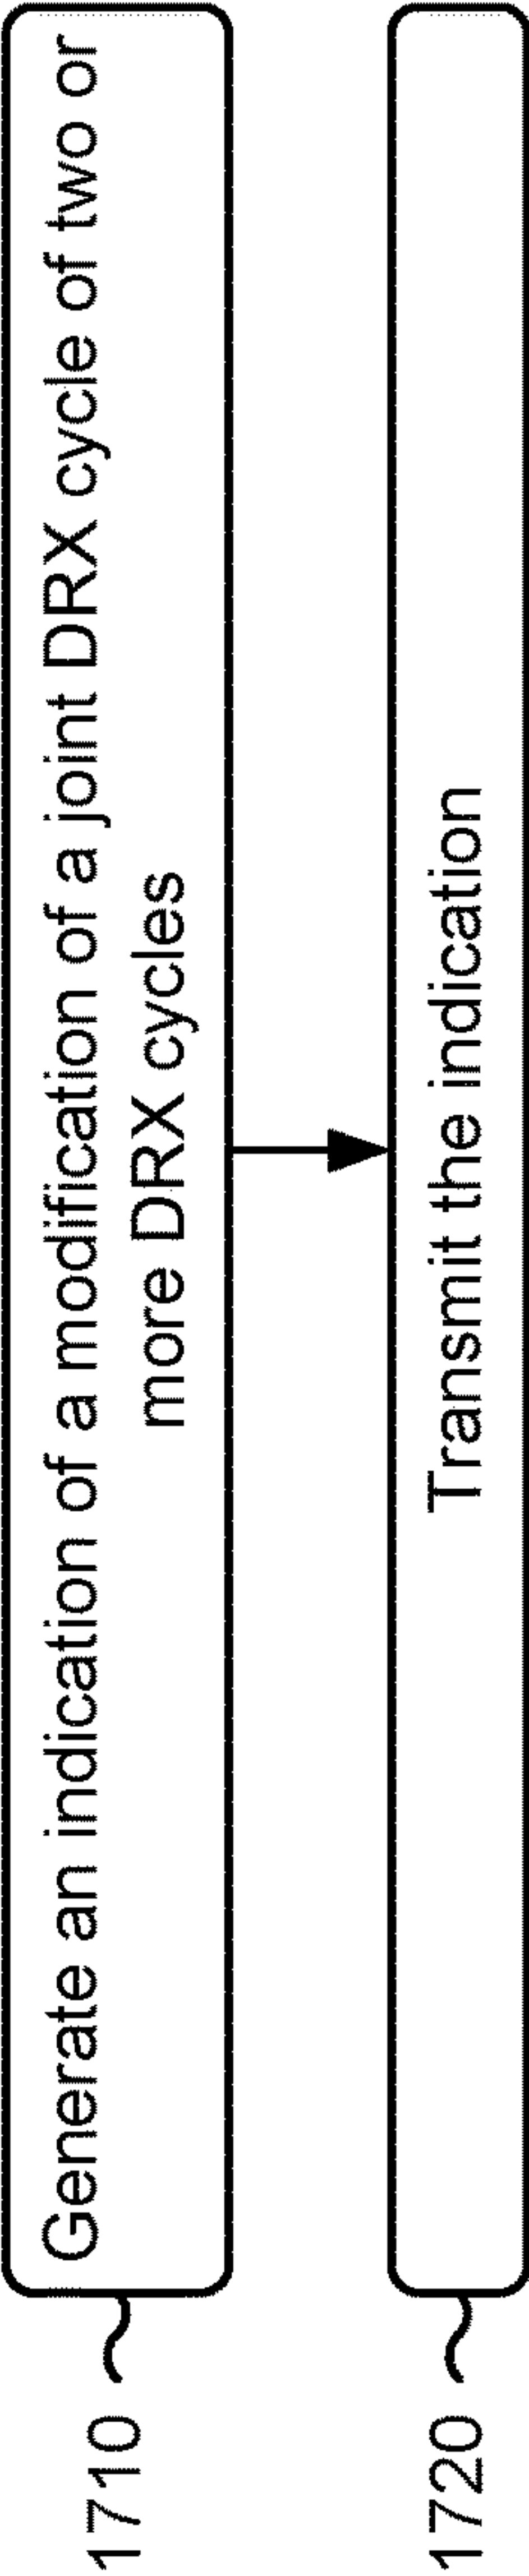 1710
Generate an indication of a modification of a joint DRX cycle of two or
more DRX cycles
1720
Transmit the indication